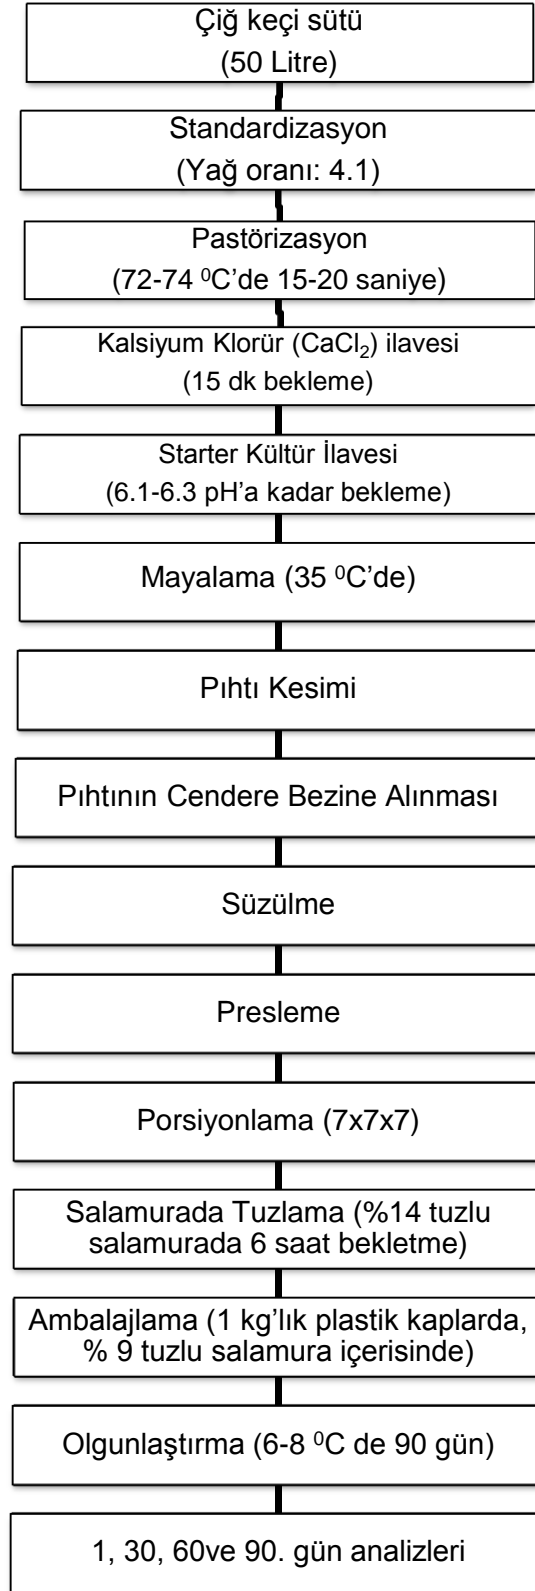 Çiğ keçi sütü
(50 Litre)
Standardizasyon
(Yağ oranı: 4.1)
Pastörizasyon
(72-74 ⁰C’de 15-20 saniye)
Kalsiyum Klorür (CaCl₂) ilavesi
(15 dk bekleme)
Starter Kültür İlavesi
(6.1-6.3 pH’a kadar bekleme)
Mayalama (35 ⁰C’de)
Pıhtı Kesimi
Pıhtının Cendere Bezine Alınması
Süzülme
Presleme
Porsiyonlama (7x7x7)
Salamurada Tuzlama (%14 tuzlu
salamurada 6 saat bekletme)
Ambalajlama (1 kg’lık plastik kaplarda,
% 9 tuzlu salamura içerisinde)
Olgunlaştırma (6-8 ⁰C de 90 gün)
1, 30, 60ve 90. gün analizleri